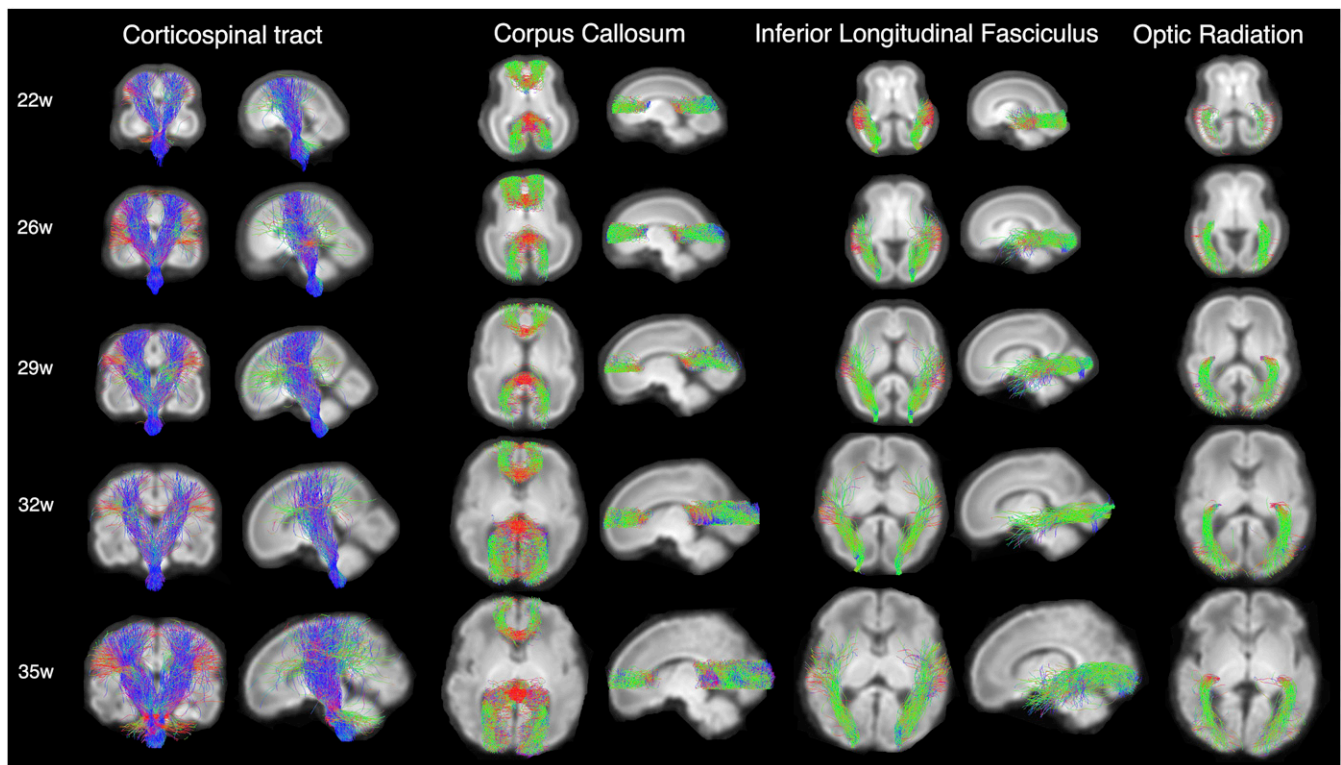 Corticospinal tract Corpus Callosum Inferior Longitudinal Fasciculus Optic Radiation
22w
26w
29w
32w
35w